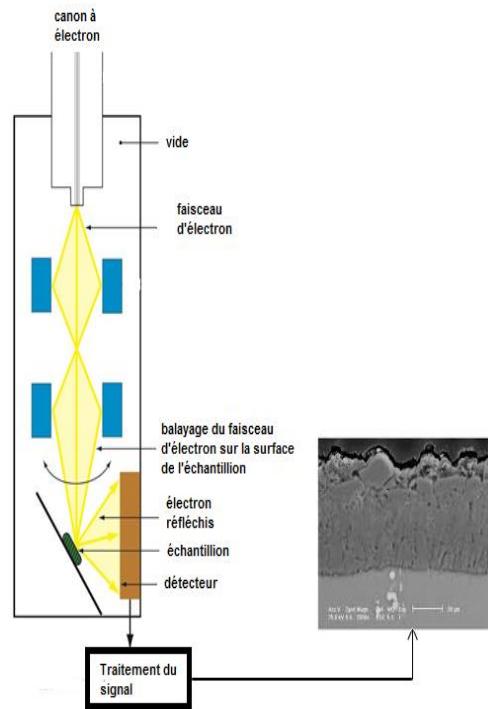 canon à
électron
vide
faisceau
d'électron
balayage du faisceau
d'électron sur la surface
de l'échantillion
électron
réfléchis
échantillion
détecteur
Traitement du
signal